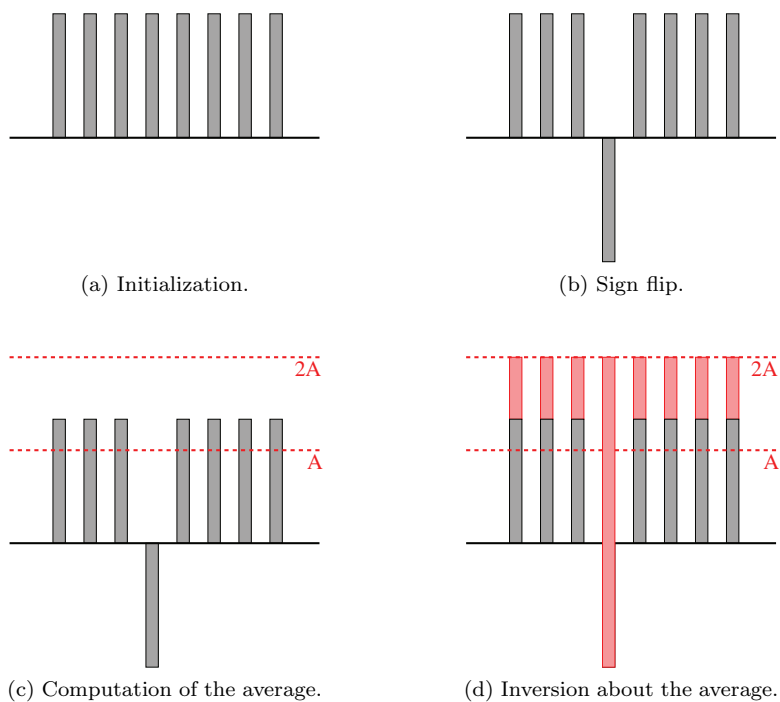 (a) Initialization.
(b) Sign flip.
2A
A
(c) Computation of the average.
2A
A
(d) Inversion about the average.